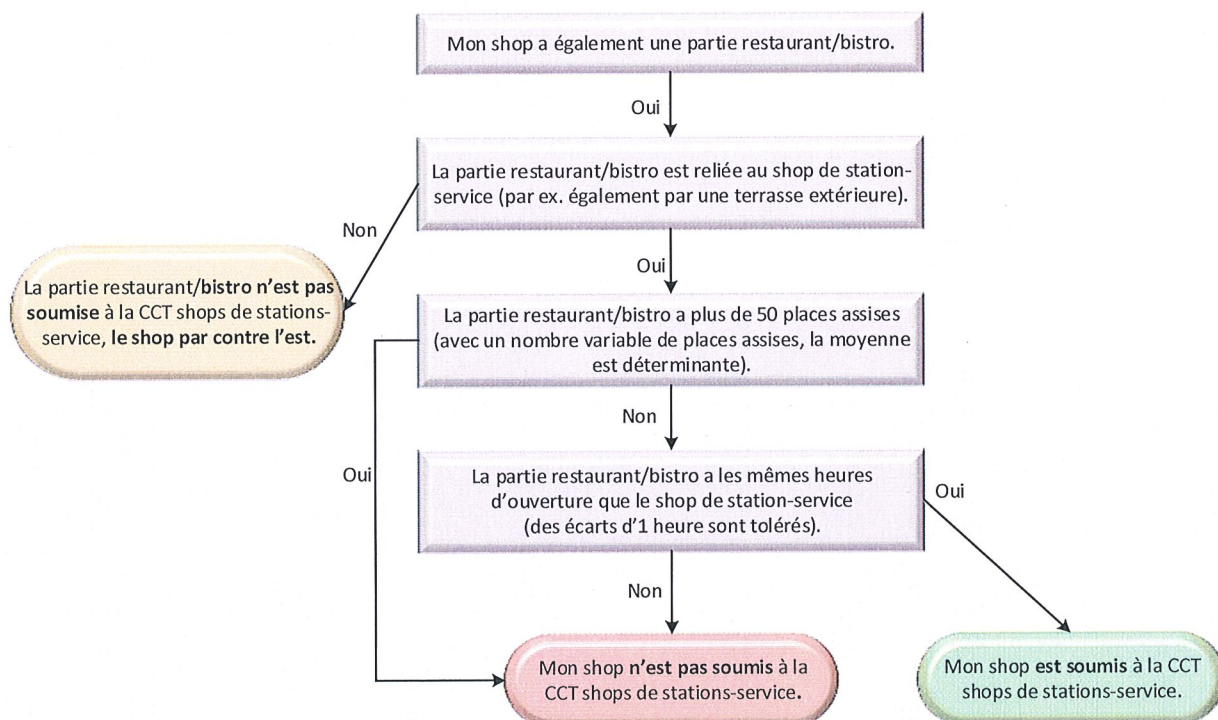 Mon shop a également une partie restaurant/bistro.
Oui
La partie restaurant/bistro est reliée au shop de station-
service (par ex. également par une terrasse extérieure).
Non
Oui
La partie restaurant/bistro n'est pas
soumise à la CCT shops de stations-
service, le shop par contre l'est.
La partie restaurant/bistro a plus de 50 places assises
(avec un nombre variable de places assises, la moyenne
est déterminante).
Non
Oui
La partie restaurant/bistro a les mêmes heures
d'ouverture que le shop de station-service
(des écarts d'1 heure sont tolérés).
Oui
Non
Mon shop n'est pas soumis à la
CCT shops de stations-service.
Mon shop est soumis à la CCT
shops de stations-service.